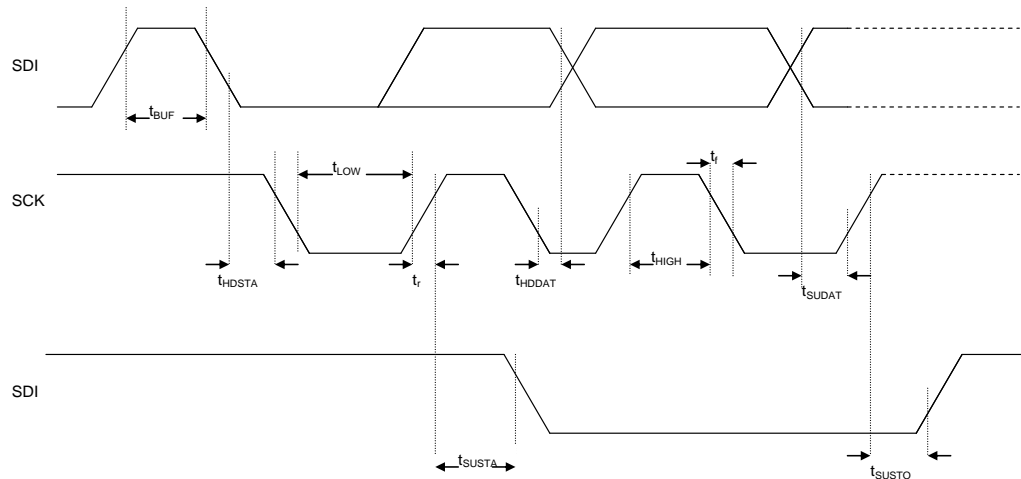 SDI
tBUF
tLOW
tf
SCK
tHDSTA
tr
tHDDAT
tHIGH
tSUDAT
SDI
tSUSTA
tSUSTO